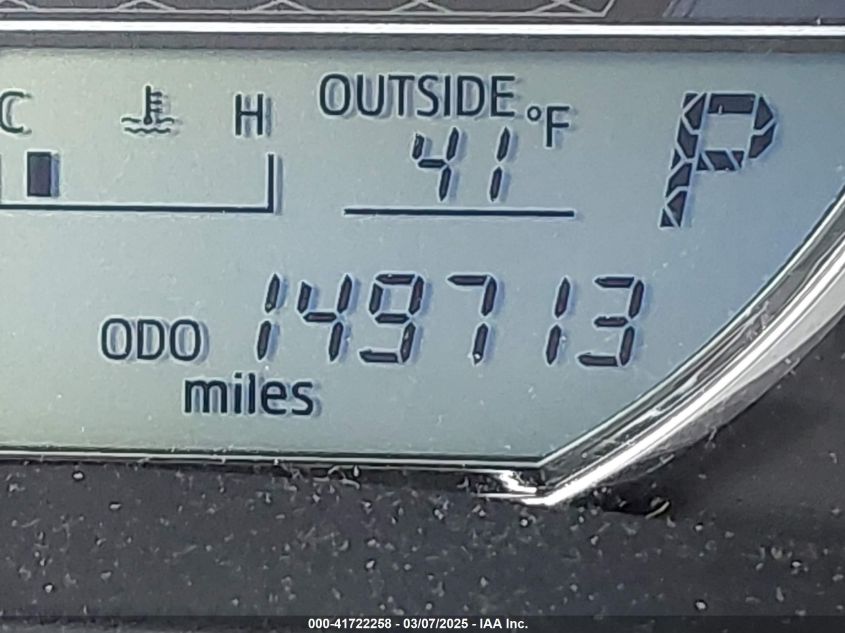 C H OUTSIDE °F P
41
ODO 149713
miles
000-41722258 - 03/07/2025 - IAA Inc.